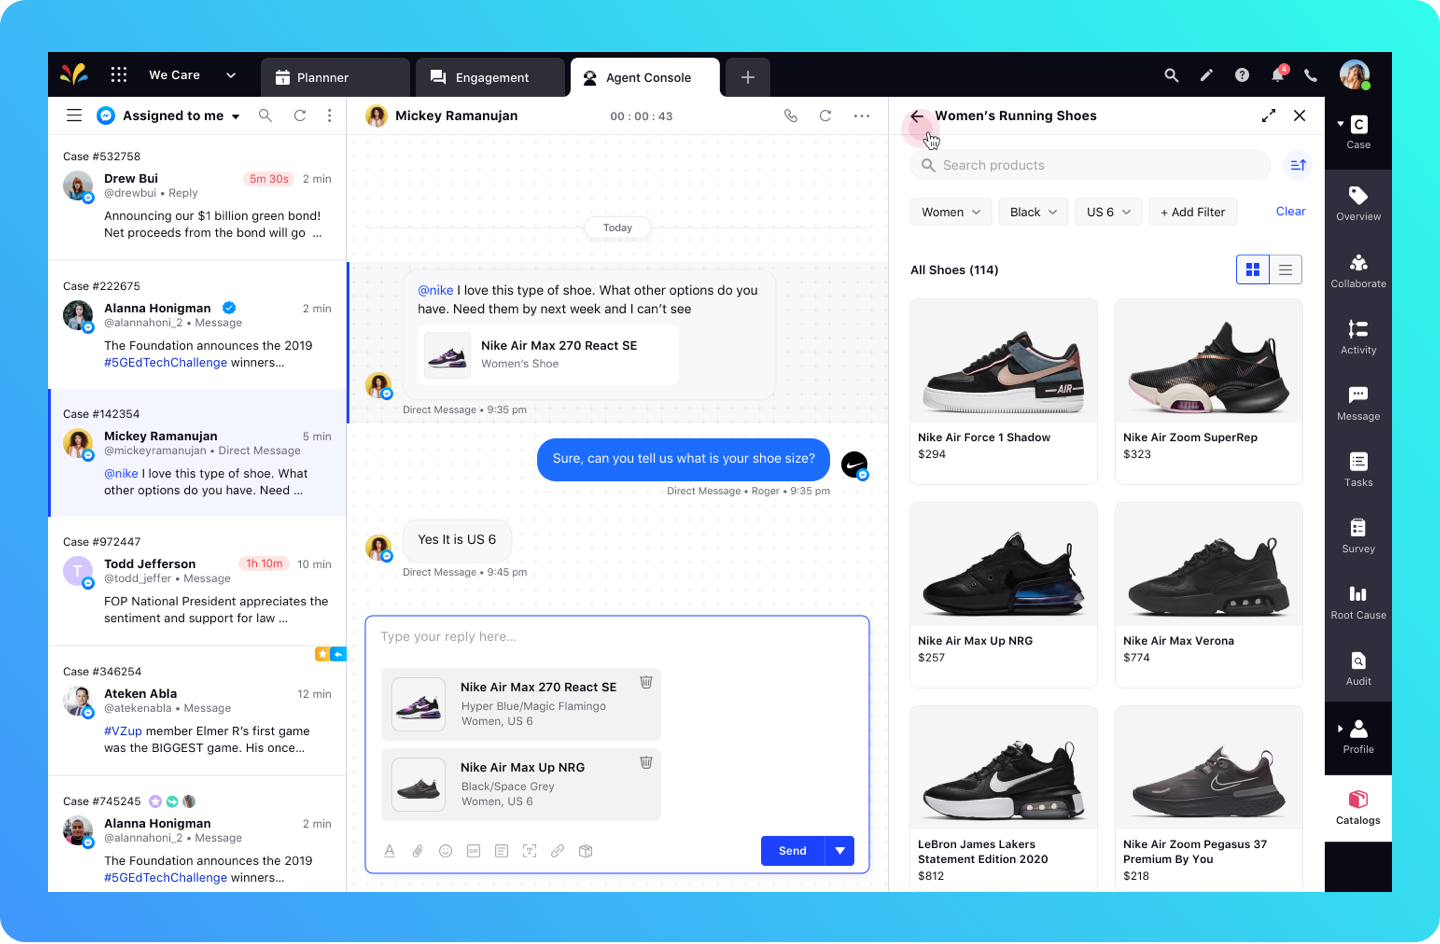 We Care
Plannner
Engagement
Agent Console
4
Assigned to me
Case #532758
Drew Bui
5m 30s
2 min
@drewbui • Reply
Announcing our $1 billion green bond!
Net proceeds from the bond will go ...
Case #222675
Alanna Honigman
2 min
@alannahoni_2 • Message
The Foundation announces the 2019
#5GEdTechChallenge winners...
Case #142354
Mickey Ramanujan
5 min
@mickeyramanujan • Direct Message
@nike I love this type of shoe. What
other options do you have. Need ...
Case #972447
T
Todd Jefferson
1h 10m
10 min
@todd_jeffer • Message
FOP National President appreciates the
sentiment and support for law ...
Case #346254
Ateken Abla
12 min
@atekenabla • Message
#VZup member Elmer R's first game
was the BIGGEST game. His once...
Case #745245
Alanna Honigman
2 min
@alannahoni_2 • Message
The Foundation announces the 2019
#5GEdTechChallenge winners...
Mickey Ramanujan
00 : 00 : 43
Today
@nike I love this type of shoe. What other options do you
have. Need them by next week and I can't see
Nike Air Max 270 React SE
Women's Shoe
Direct Message • 9:35 pm
Sure, can you tell us what is your shoe size?
Direct Message • Roger • 9:35 pm
Yes It is US 6
Direct Message • 9:45 pm
Type your reply here...
Nike Air Max 270 React SE
Hyper Blue/Magic Flamingo
Women, US 6
Nike Air Max Up NRG
Black/Space Grey
Women, US 6
A
GIF
T
Send
Women's Running Shoes
Search products
Women
Black
US 6
+ Add Filter
Clear
All Shoes (114)
AIR
Nike Air Force 1 Shadow
$294
Nike Air Zoom SuperRep
$323
Nike Air Max Up NRG
$257
Nike Air Max Verona
$774
LeBron James Lakers
Statement Edition 2020
$812
Nike Air Zoom Pegasus 37
Premium By You
$218
C
Case
Overview
Collaborate
Activity
Message
Tasks
Survey
Root Cause
Audit
Profile
Catalogs